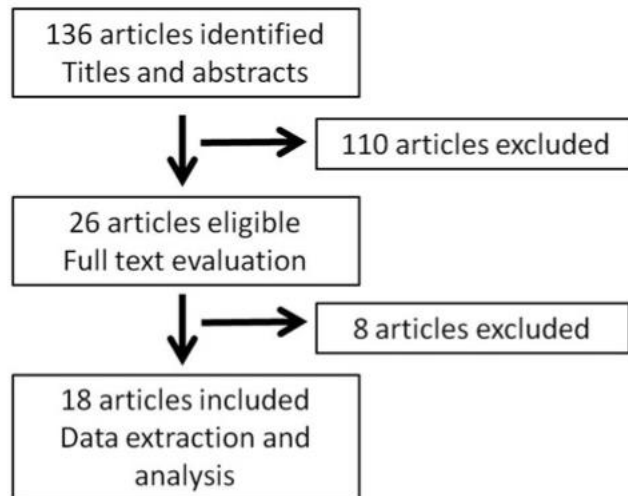 136 articles identified
Titles and abstracts
110 articles excluded
26 articles eligible
Full text evaluation
8 articles excluded
18 articles included
Data extraction and
analysis